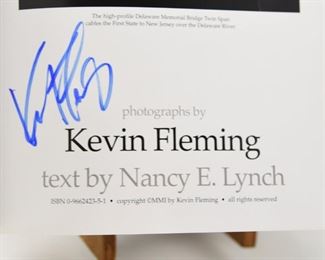 The high-profile Delaware Memorial Bridge Twin Span
cables the First State to New Jersey over the Delaware River
photographs by
Kevin Fleming
text by Nancy E. Lynch
ISBN 0-9662423-5-1 • copyright ©MMI by Kevin Fleming • all rights reserved